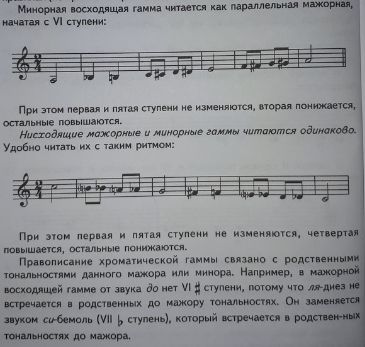 Минорная восходящая гамма читается как параллельная мажорная,
начатая с VI ступени:
При этом первая и пятая ступени не изменяются, вторая понижается,
остальные повышаются.
Нисходящие мажорные и минорные гаммы читаются одинаково.
Удобно читать их с таким ритмом:
При этом первая и пятая ступени не изменяются, четвертая
повышается, остальные понижаются.
Правописание хроматической гаммы связано с родственными
тональностями данного мажора или минора. Например, в мажорной
восходящей гамме от звука до нет VI ♯ ступени, потому что ля-диез не
встречается в родственных до мажору тональностях. Он заменяется
звуком си-бемоль (VII ♭ ступень), который встречается в родствен-ных
тональностях до мажора.